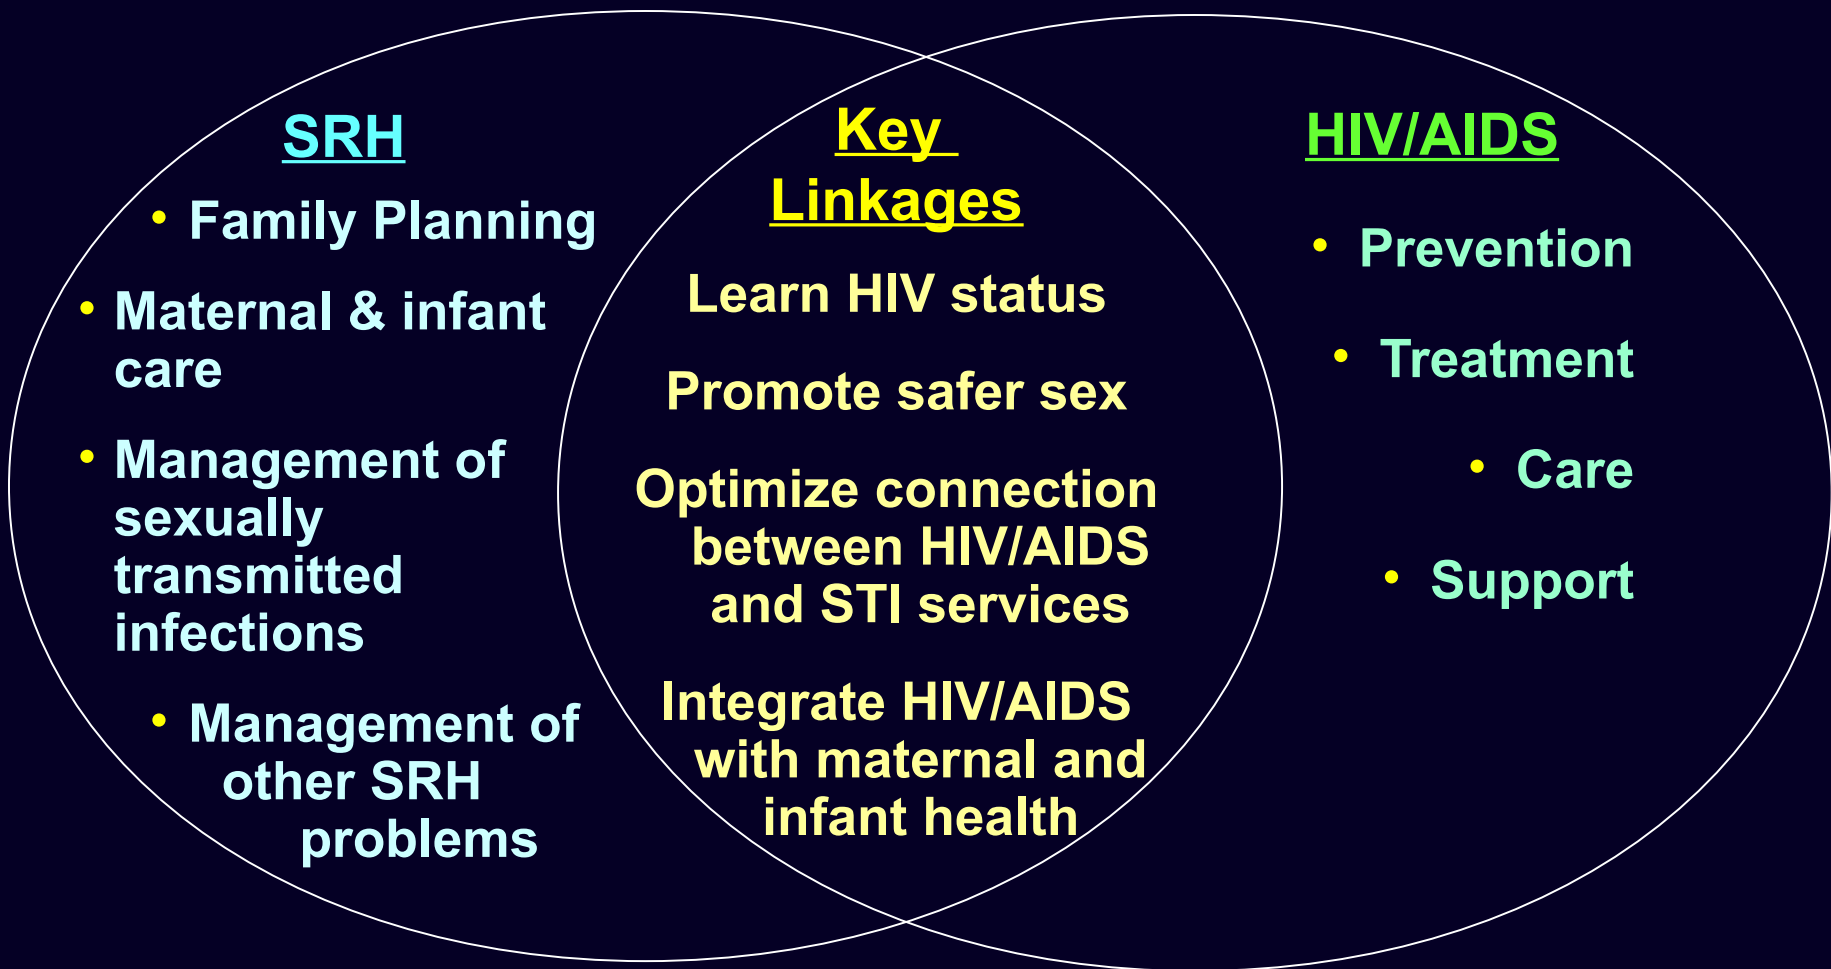 SRH
• Family Planning
• Maternal & infant
care
• Management of
sexually
transmitted
infections
• Management of
other SRH
problems
Key
Linkages
Learn HIV status
Promote safer sex
Optimize connection
between HIV/AIDS
and STI services
Integrate HIV/AIDS
with maternal and
infant health
HIV/AIDS
• Prevention
• Treatment
• Care
• Support